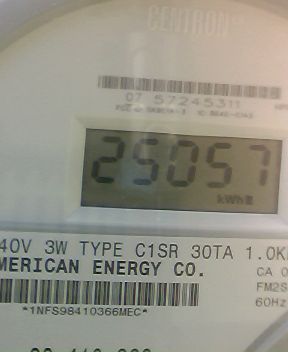 CENTRON
07 57245311
25057
kWh
40V 3W TYPE C1SR 30TA 1.0K
MERICAN ENERGY CO.
CA 0
FM2S
60Hz
*1NFS98410366MEC*